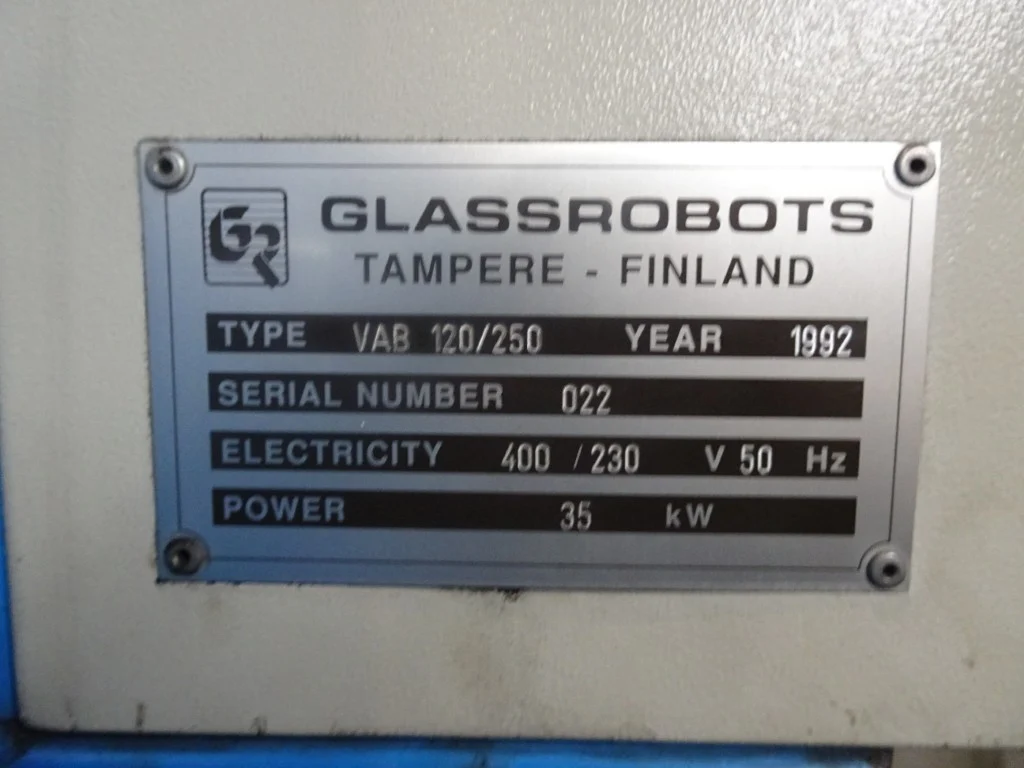 GR GLASSROBOTS
TAMPERE - FINLAND
TYPE VAB 120/250 YEAR 1992
SERIAL NUMBER 022
ELECTRICITY 400 / 230 V 50 Hz
POWER 35 kW